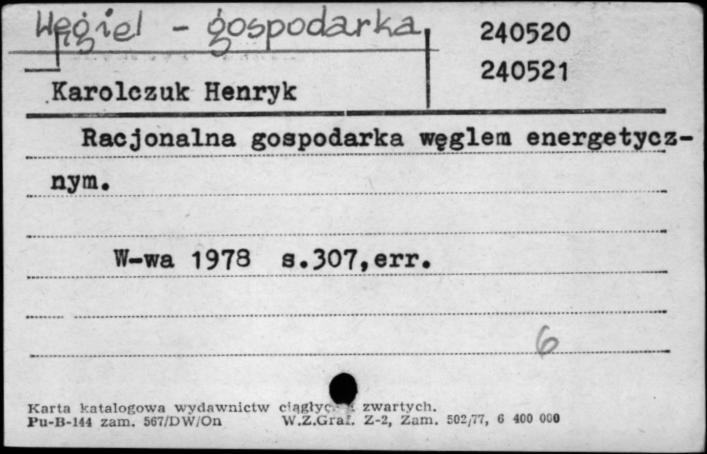 Węgiel - gospodarka
240520
240521
Karolczuk Henryk
Racjonalna gospodarka węglem energetycz-
nym.
W-wa 1978 s.307,err.
6
Karta katalogowa wydawnictw zwartych.
Pu-B-144 zam. 567/DW/On W.Z.Graf. Z-2, Zam. 502/77, 6 400 000